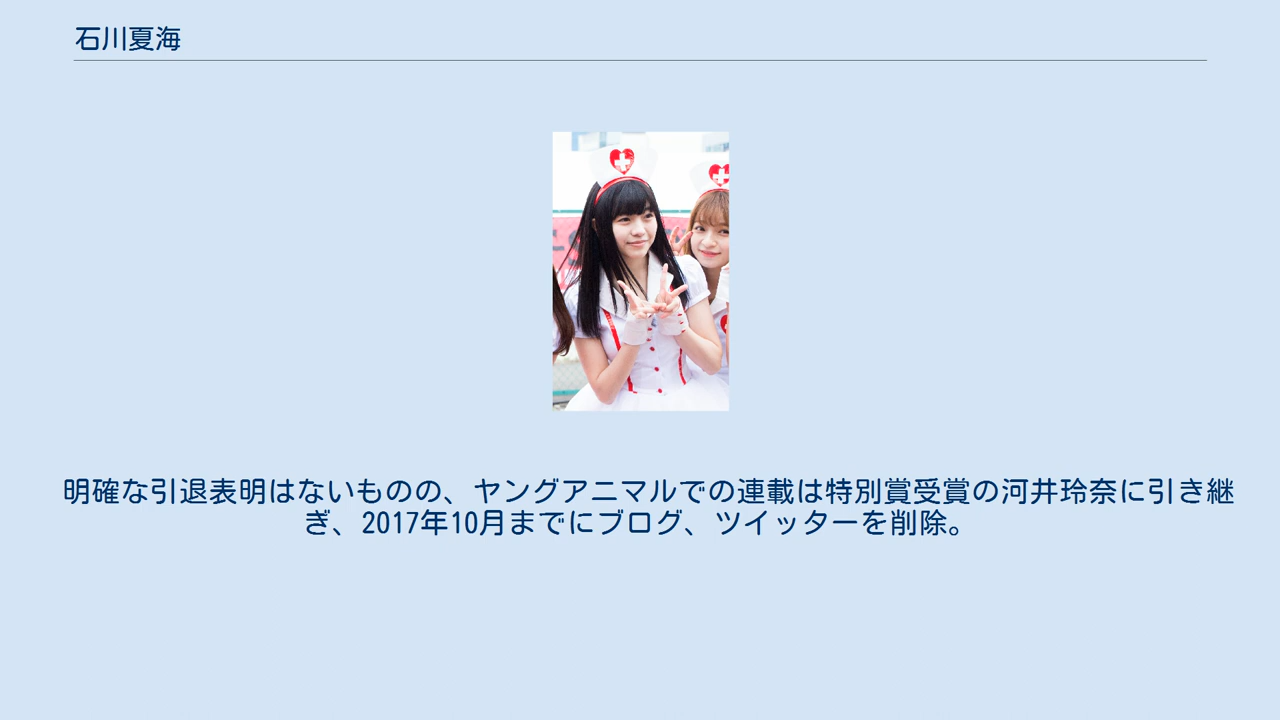 石川夏海
明確な引退表明はないものの、ヤングアニマルでの連載は特別賞受賞の河井玲奈に引き継
ぎ、2017年10月までにブログ、ツイッターを削除。